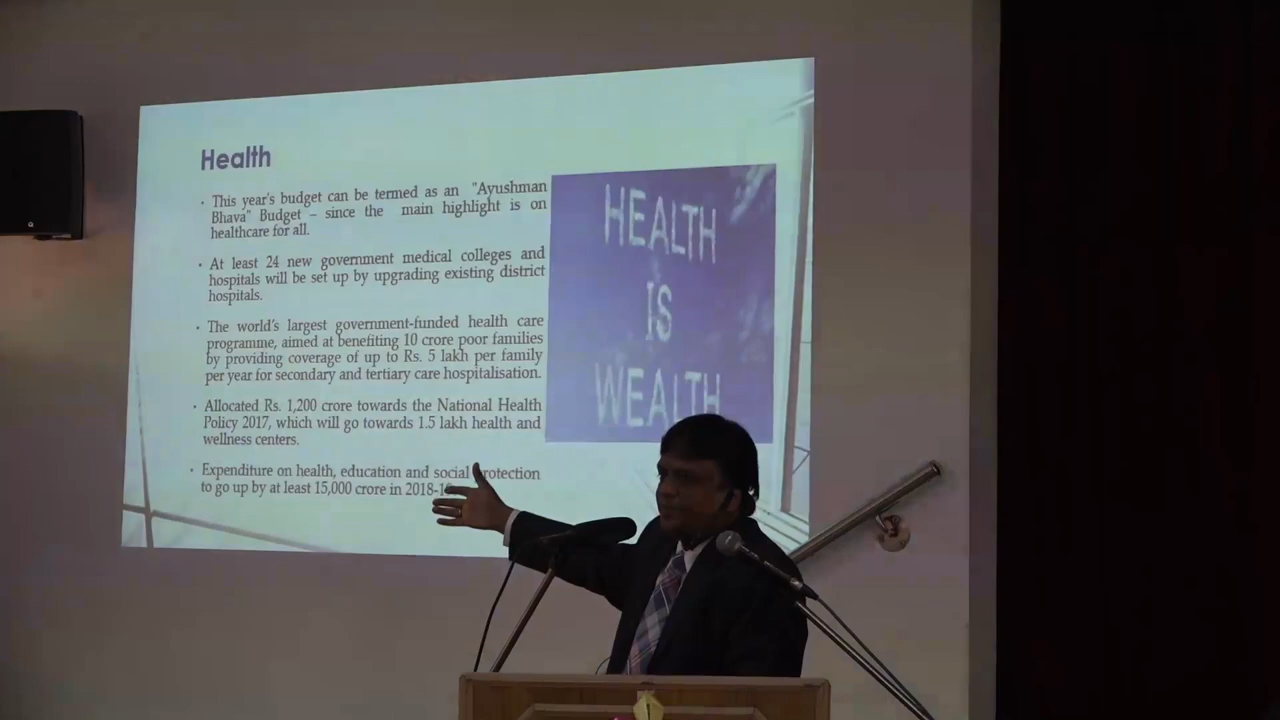 Health
• This year's budget can be termed as an "Ayushman
Bhava" Budget – since the main highlight is on
healthcare for all.
• At least 24 new government medical colleges and
hospitals will be set up by upgrading existing district
hospitals.
• The world's largest government-funded health care
programme, aimed at benefiting 10 crore poor families
by providing coverage of up to Rs. 5 lakh per family
per year for secondary and tertiary care hospitalisation.
• Allocated Rs. 1,200 crore towards the National Health
Policy 2017, which will go towards 1.5 lakh health and
wellness centers.
• Expenditure on health, education and social rotection
to go up by at least 15,000 crore in 2018-1
HEALTH
IS
WEALTH